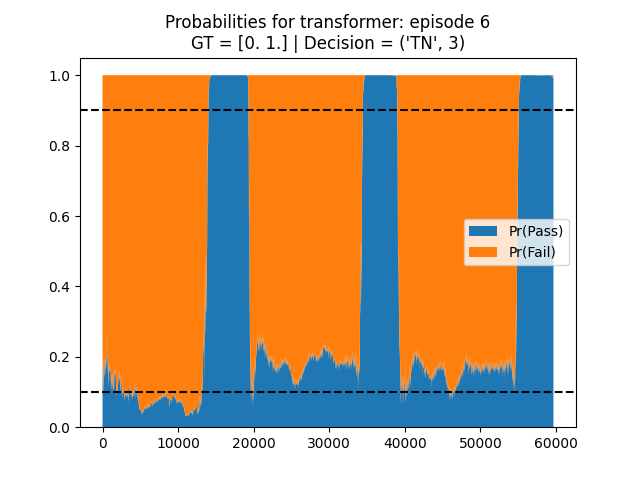 Probabilities for transformer: episode 6
GT = [0. 1.] | Decision = ('TN', 3)
1.0
0.8
0.6
0.4
0.2
0.0
Pr(Pass)
Pr(Fail)
0 10000 20000 30000 40000 50000 60000